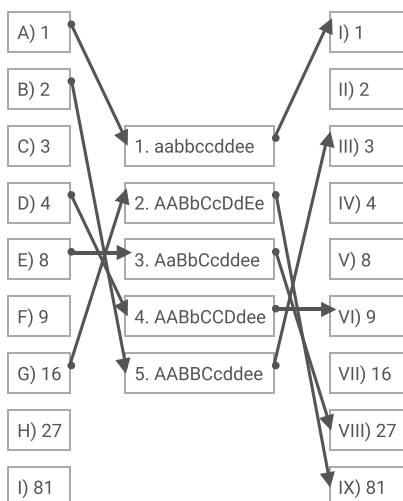 A) 1
B) 2
C) 3
D) 4
E) 8
F) 9
G) 16
H) 27
I) 81
1. aabbccddee
2. AABbCcDdEe
3. AaBbCcddee
4. AABbCCDdee
5. AABBCcddee
I) 1
II) 2
III) 3
IV) 4
V) 8
VI) 9
VII) 16
VIII) 27
IX) 81